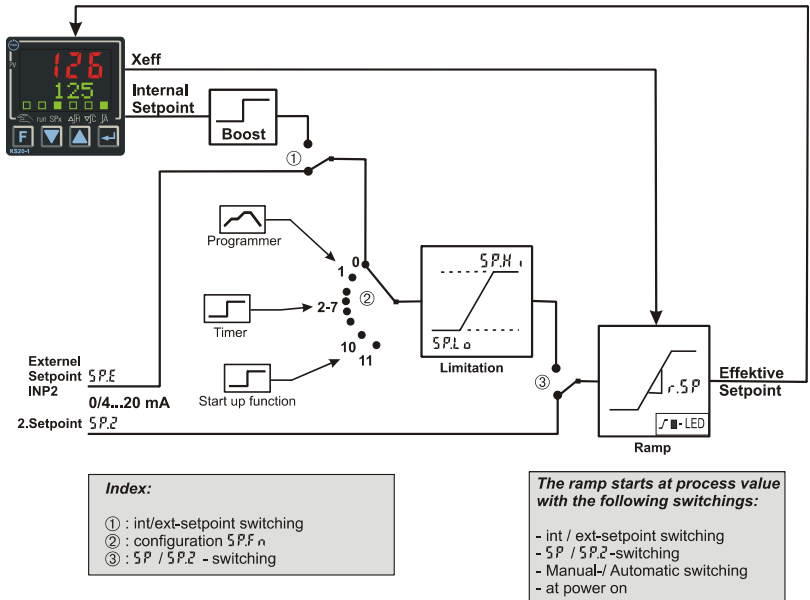 126
125
run SPx
F
KS20-1
PV
Xeff
Internal
Setpoint
Boost
①
Programmer
0
1
②
2-7
Timer
10
11
Start up function
SP.Hi
SP.Lo
Limitation
Externel
Setpoint SP.E
INP2
0/4...20 mA
2.Setpoint SP.2
③
r.SP
- LED
Ramp
Effektive
Setpoint
Index:
① : int/ext-setpoint switching
② : configuration SP.Fn
③ : SP / SP.2 - switching
The ramp starts at process value
with the following switchings:
- int / ext-setpoint switching
- SP / SP.2-switching
- Manual-/ Automatic switching
- at power on